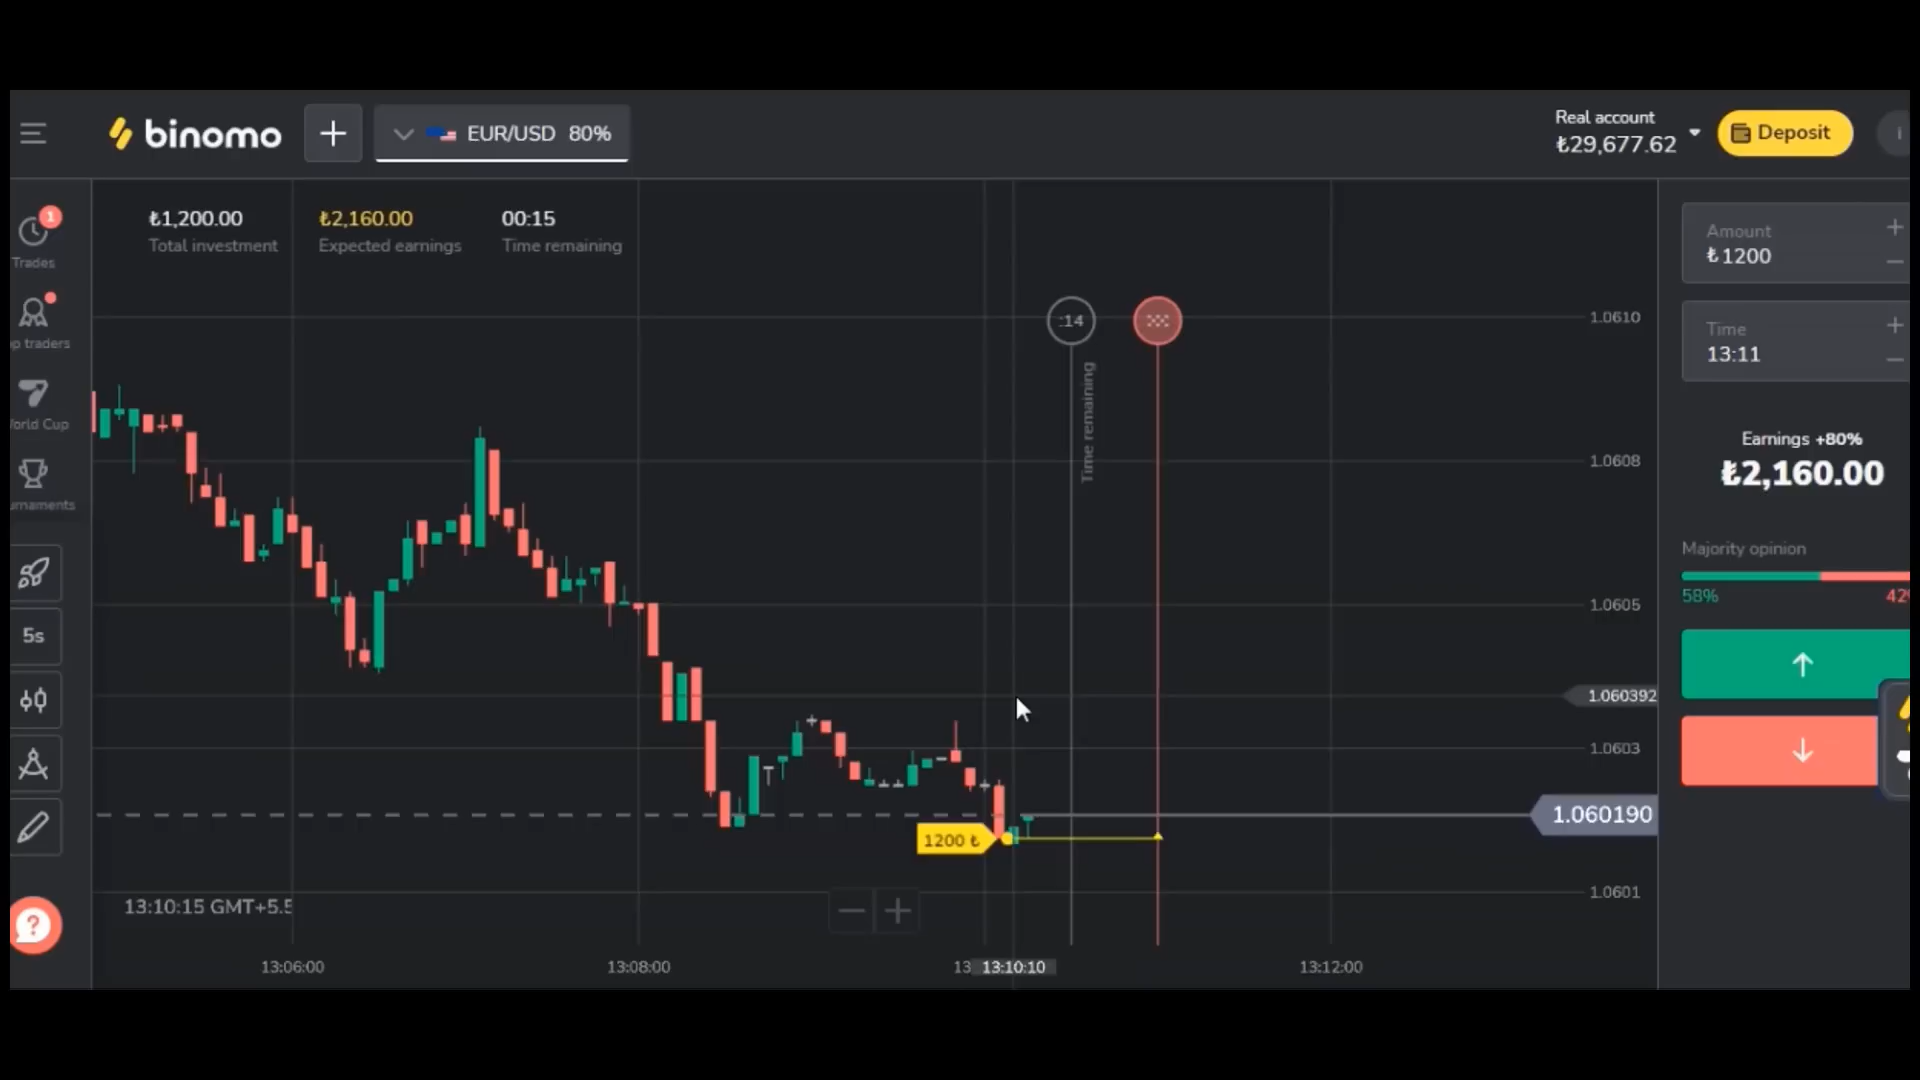 binomo
+
EUR/USD 80%
Real account
₺29,677.62
Deposit
i
1
Trades
₺1,200.00
Total investment
₺2,160.00
Expected earnings
00:15
Time remaining
Amount
₺1200
+
−
Time
13:11
+
−
:14
Time remaining
1.0610
1.0608
1.0605
1.060392
1.0603
1.060190
1.0601
Earnings +80%
₺2,160.00
Majority opinion
58%
42
op traders
World Cup
urnaments
5s
1200 ₺
13:10:15 GMT+5.5
?
− +
13:06:00
13:08:00
13
13:10:10
13:12:00